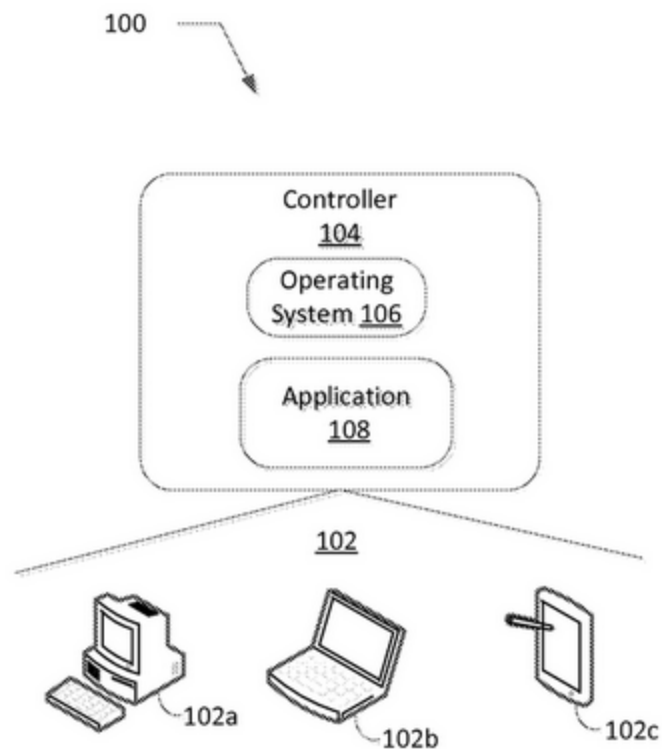 100
Controller
104
Operating
System 106
Application
108
102
102a
102b
102c